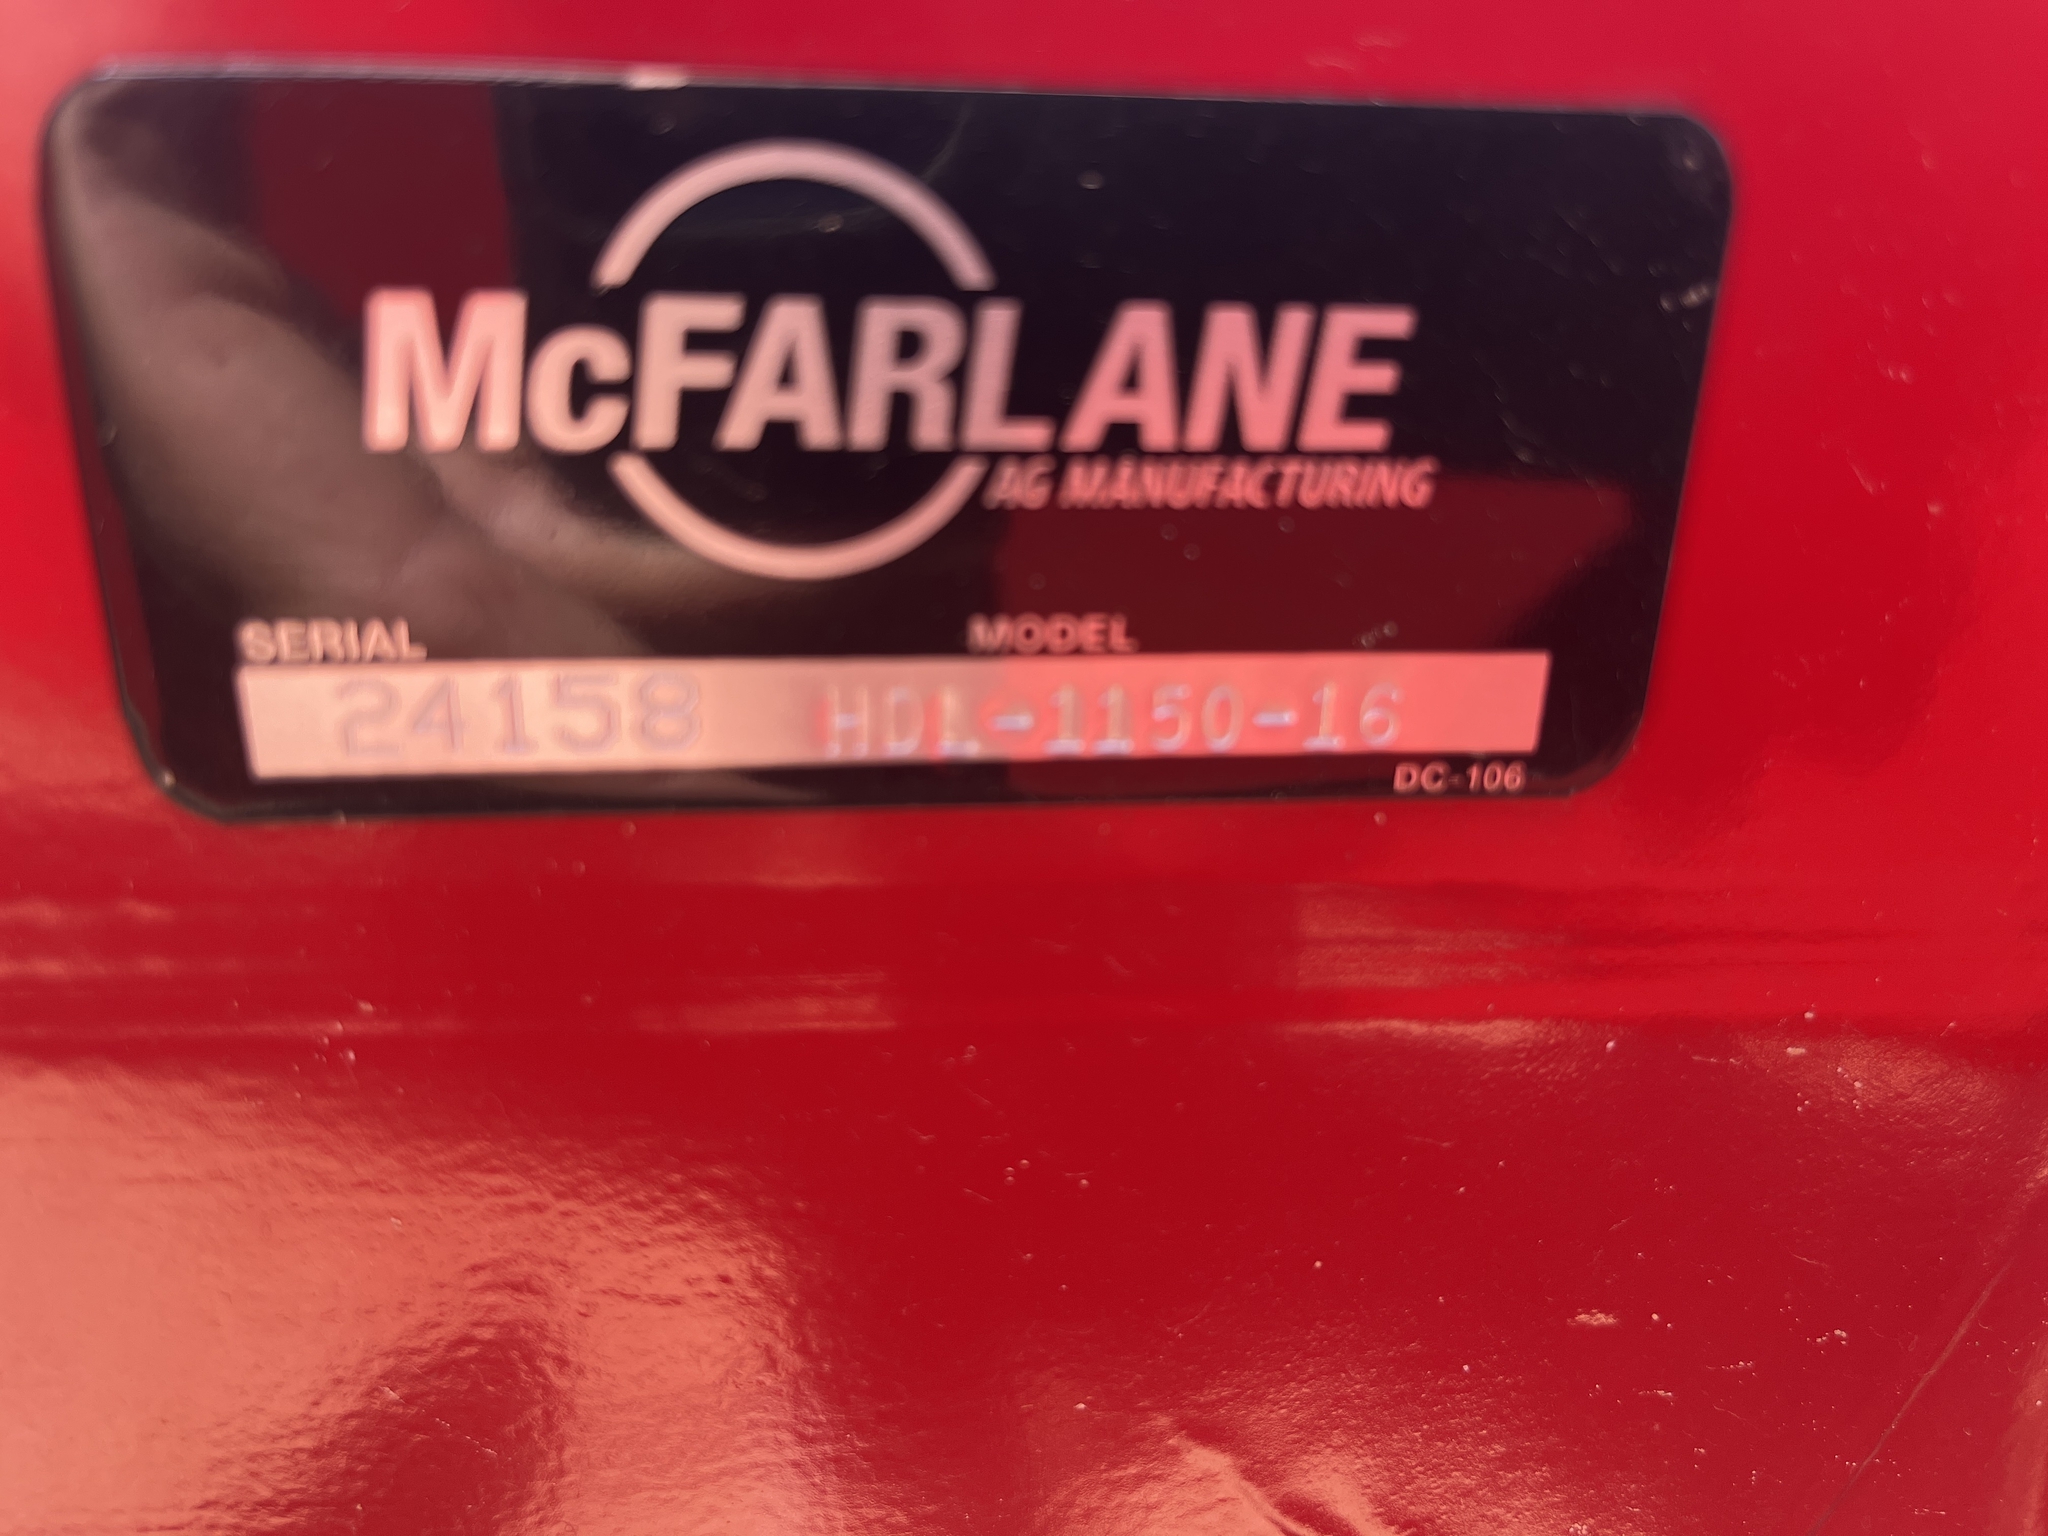 McFARLANE
AG MANUFACTURING
SERIAL MODEL
24158 HDL-1150-16
DC-106